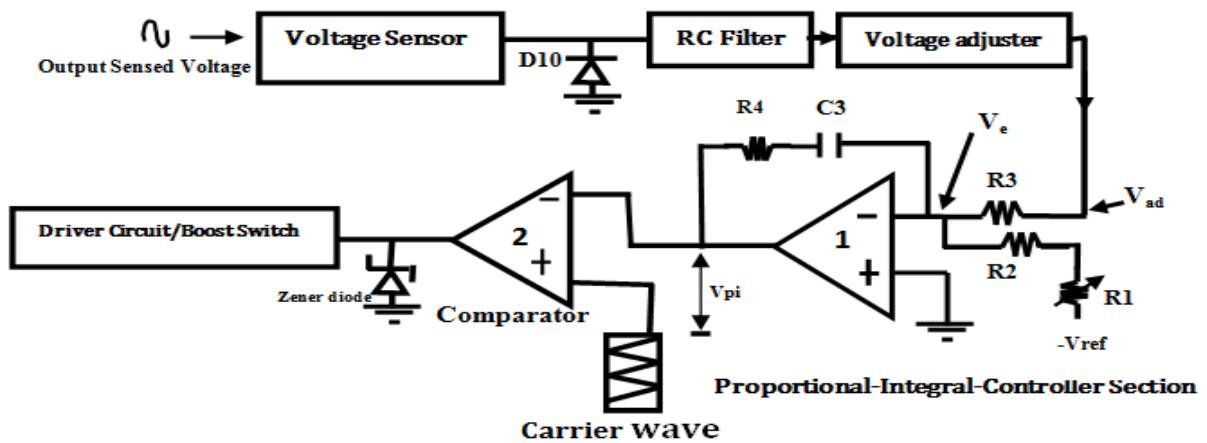 Voltage Sensor
RC Filter
Voltage adjuster
Output Sensed Voltage
D10
R4
C3
Ve
R3
Vad
Driver Circuit/Boost Switch
2
−
+
1
−
+
R2
Zener diode
Vpi
R1
Comparator
-Vref
Proportional-Integral-Controller Section
Carrier wave